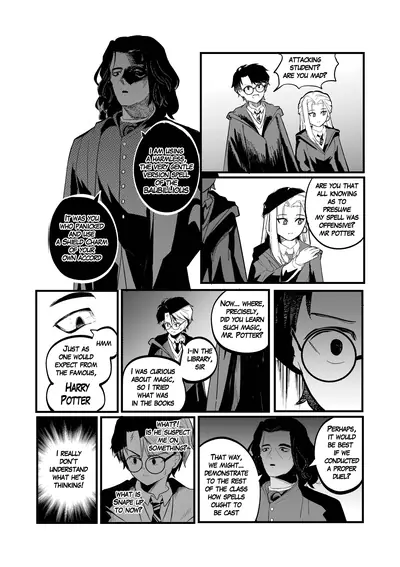 ATTACKING
STUDENT?
ARE YOU MAD?
I AM USING
A HARMLESS,
THE VERY GENTLE
VERSION SPELL
OF THE
BAUBILLIOUS
IT WAS YOU
WHO PANICKED
AND USE
A SHIELD CHARM
OF YOUR
OWN ACCORD
ARE YOU THAT
ALL KNOWING
AS TO
PRESUME
MY SPELL WAS
OFFENSIVE?
MR POTTER
NOW... WHERE,
PRECISELY,
DID YOU LEARN
SUCH MAGIC,
MR. POTTER?
I-IN THE
LIBRARY,
SIR
I WAS CURIOUS
ABOUT MAGIC,
SO I TRIED
WHAT WAS
IN THE BOOKS
HMM
JUST AS
ONE WOULD
EXPECT FROM
THE FAMOUS,
HARRY
POTTER
PERHAPS,
IT WOULD
BE BEST
IF WE
CONDUCTED
A PROPER
DUEL?
THAT WAY,
WE MIGHT...
DEMONSTRATE
TO THE REST
OF THE CLASS
HOW SPELLS
OUGHT TO
BE CAST
WHAT?!
IS HE SUSPECT
ME ON
SOMETHING?
WHAT IS
SNAPE UP
TO NOW?
I REALLY
DON'T
UNDERSTAND
WHAT HE'S
THINKING!